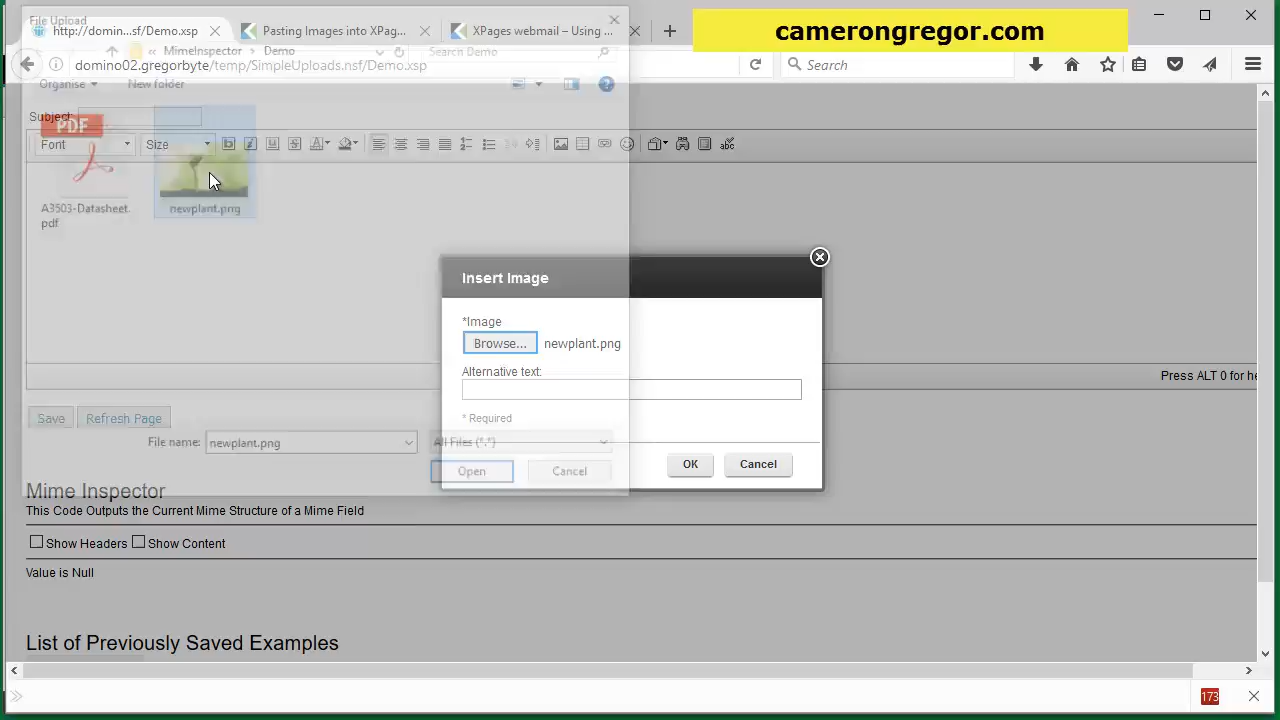 File Upload
http://domin...sf/Demo.xsp
Pasting Images into XPag...
XPages webmail – Using ...
camerongregor.com
MimeInspector
Demo
Search Demo
domino02.gregorbyte/temp/SimpleUploads.nsf/Demo.xsp
Search
Organise
New folder
Subject:
PDF
Font
Size
A3503-Datasheet.
pdf
newplant.png
Insert Image
*Image
Browse...
newplant.png
Alternative text:
* Required
OK
Cancel
Press ALT 0 for he
Save
Refresh Page
File name:
newplant.png
All Files (*.*)
Open
Cancel
Mime Inspector
This Code Outputs the Current Mime Structure of a Mime Field
Show Headers
Show Content
Value is Null
List of Previously Saved Examples
173